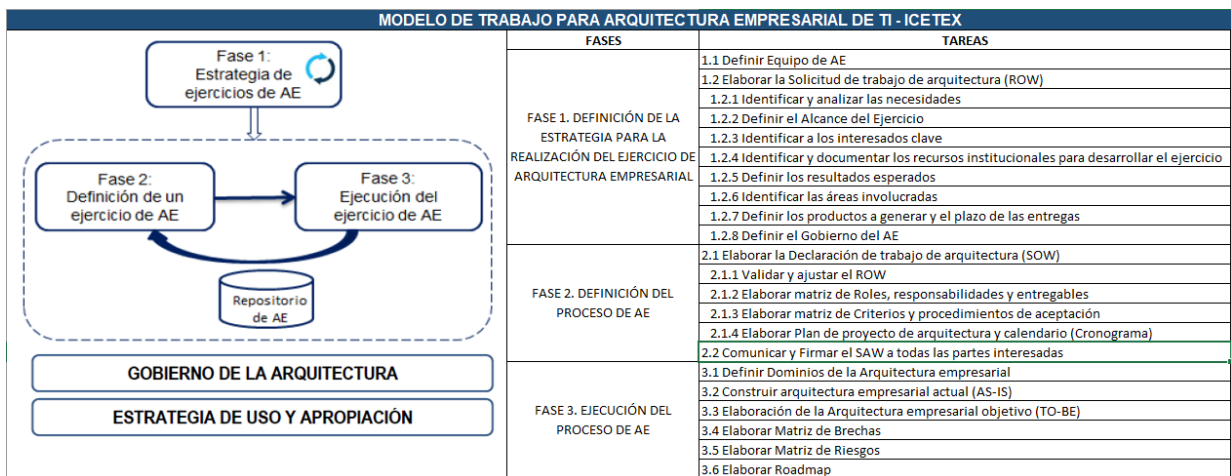 MODELO DE TRABAJO PARA ARQUITECTURA EMPRESARIAL DE TI - ICETEX
Fase 1:
Estrategia de
ejercicios de AE
Fase 2:
Definición de un
ejercicio de AE
Fase 3:
Ejecución del
ejercicio de AE
Repositorio
de AE
GOBIERNO DE LA ARQUITECTURA
ESTRATEGIA DE USO Y APROPIACIÓN
FASES
TAREAS
FASE 1. DEFINICIÓN DE LA
ESTRATEGIA PARA LA
REALIZACIÓN DEL EJERCICIO DE
ARQUITECTURA EMPRESARIAL
1.1 Definir Equipo de AE
1.2 Elaborar la Solicitud de trabajo de arquitectura (ROW)
1.2.1 Identificar y analizar las necesidades
1.2.2 Definir el Alcance del Ejercicio
1.2.3 Identificar a los interesados clave
1.2.4 Identificar y documentar los recursos institucionales para desarrollar el ejercicio
1.2.5 Definir los resultados esperados
1.2.6 Identificar las áreas involucradas
1.2.7 Definir los productos a generar y el plazo de las entregas
1.2.8 Definir el Gobierno del AE
FASE 2. DEFINICIÓN DEL
PROCESO DE AE
2.1 Elaborar la Declaración de trabajo de arquitectura (SOW)
2.1.1 Validar y ajustar el ROW
2.1.2 Elaborar matriz de Roles, responsabilidades y entregables
2.1.3 Elaborar matriz de Criterios y procedimientos de aceptación
2.1.4 Elaborar Plan de proyecto de arquitectura y calendario (Cronograma)
2.2 Comunicar y Firmar el SAW a todas las partes interesadas
FASE 3. EJECUCIÓN DEL
PROCESO DE AE
3.1 Definir Dominios de la Arquitectura empresarial
3.2 Construir arquitectura empresarial actual (AS-IS)
3.3 Elaboración de la Arquitectura empresarial objetivo (TO-BE)
3.4 Elaborar Matriz de Brechas
3.5 Elaborar Matriz de Riesgos
3.6 Elaborar Roadmap